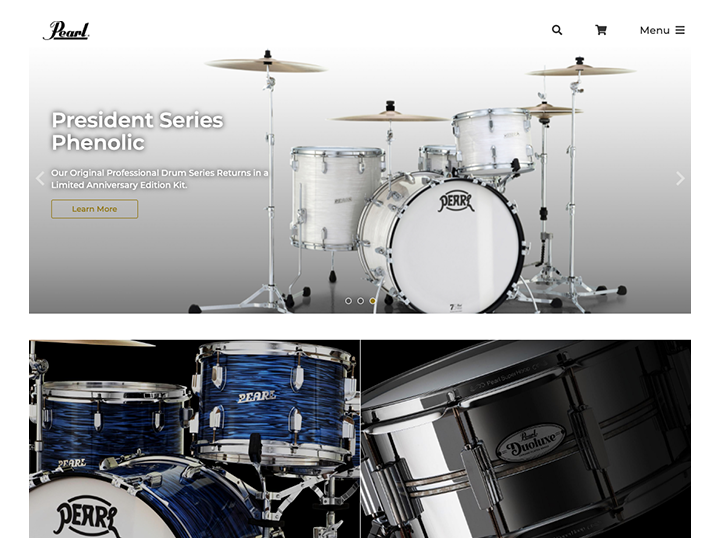 Pearl
Menu
President Series
Phenolic
Our Original Professional Drum Series Returns in a
Limited Anniversary Edition Kit.
Learn More
PEARL
PEARL
PEARL
PEARL
PEARL
Pearl
Duoluxe